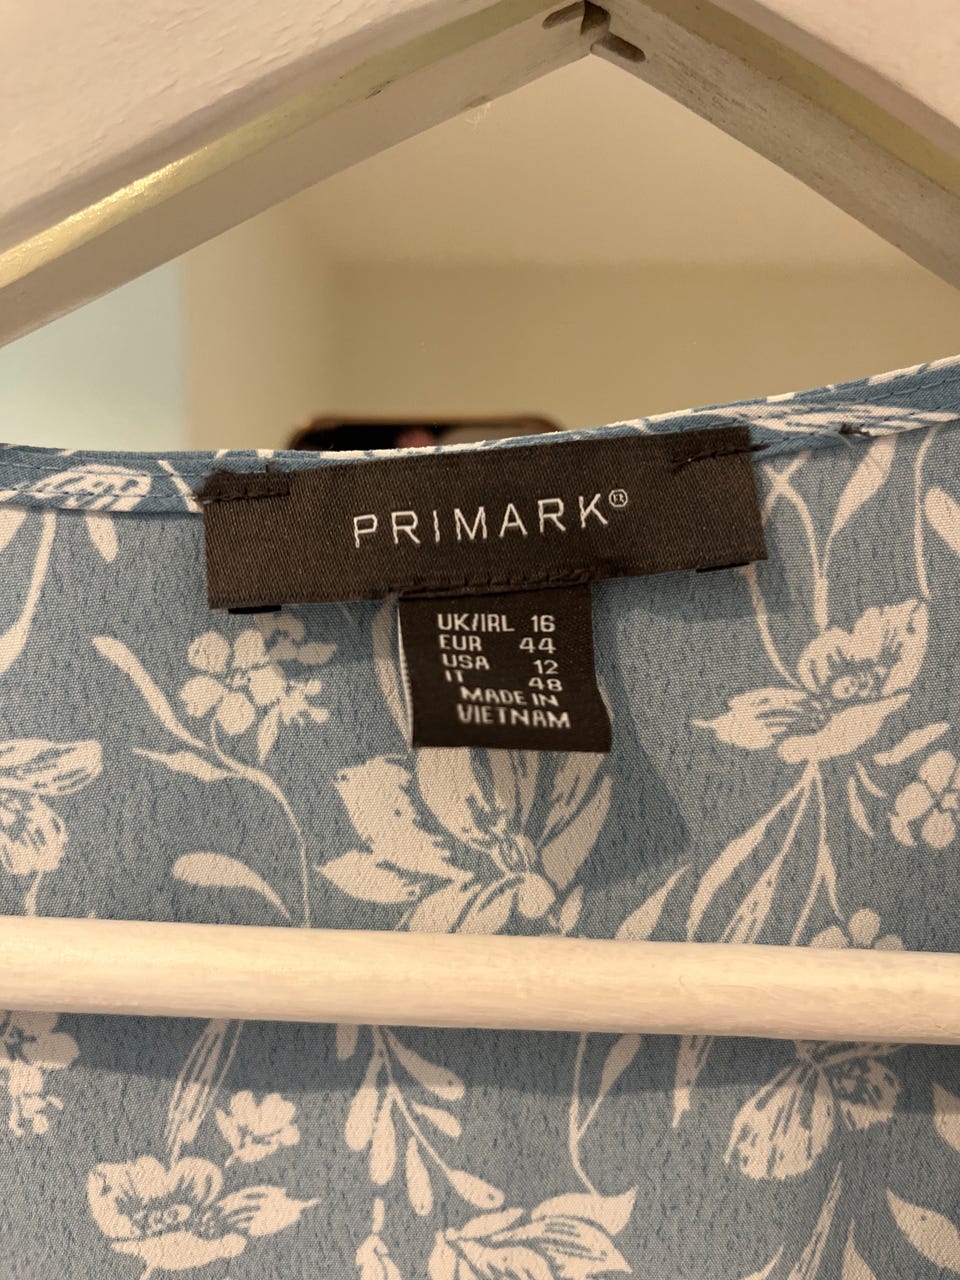 PRIMARK®
UK/IRL 16
EUR 44
USA 12
IT 48
MADE IN
VIETNAM